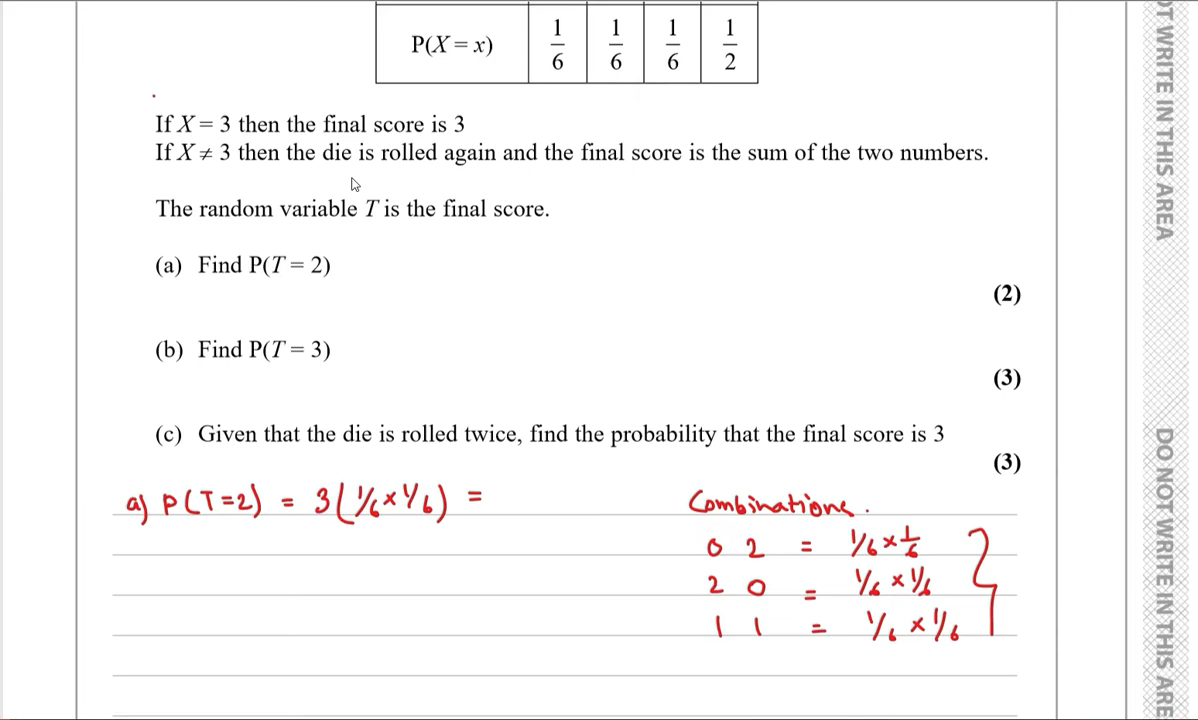 P(X = x) 1/6 1/6 1/6 1/2
If X = 3 then the final score is 3
If X ≠ 3 then the die is rolled again and the final score is the sum of the two numbers.
The random variable T is the final score.
(a) Find P(T = 2)
(2)
(b) Find P(T = 3)
(3)
(c) Given that the die is rolled twice, find the probability that the final score is 3
(3)
a) P(T=2) = 3(1/6 × 1/6) =
Combinations.
0 2 = 1/6 × 1/6
2 0 = 1/6 × 1/6
1 1 = 1/6 × 1/6
OT WRITE IN THIS AREA
DO NOT WRITE IN THIS ARE